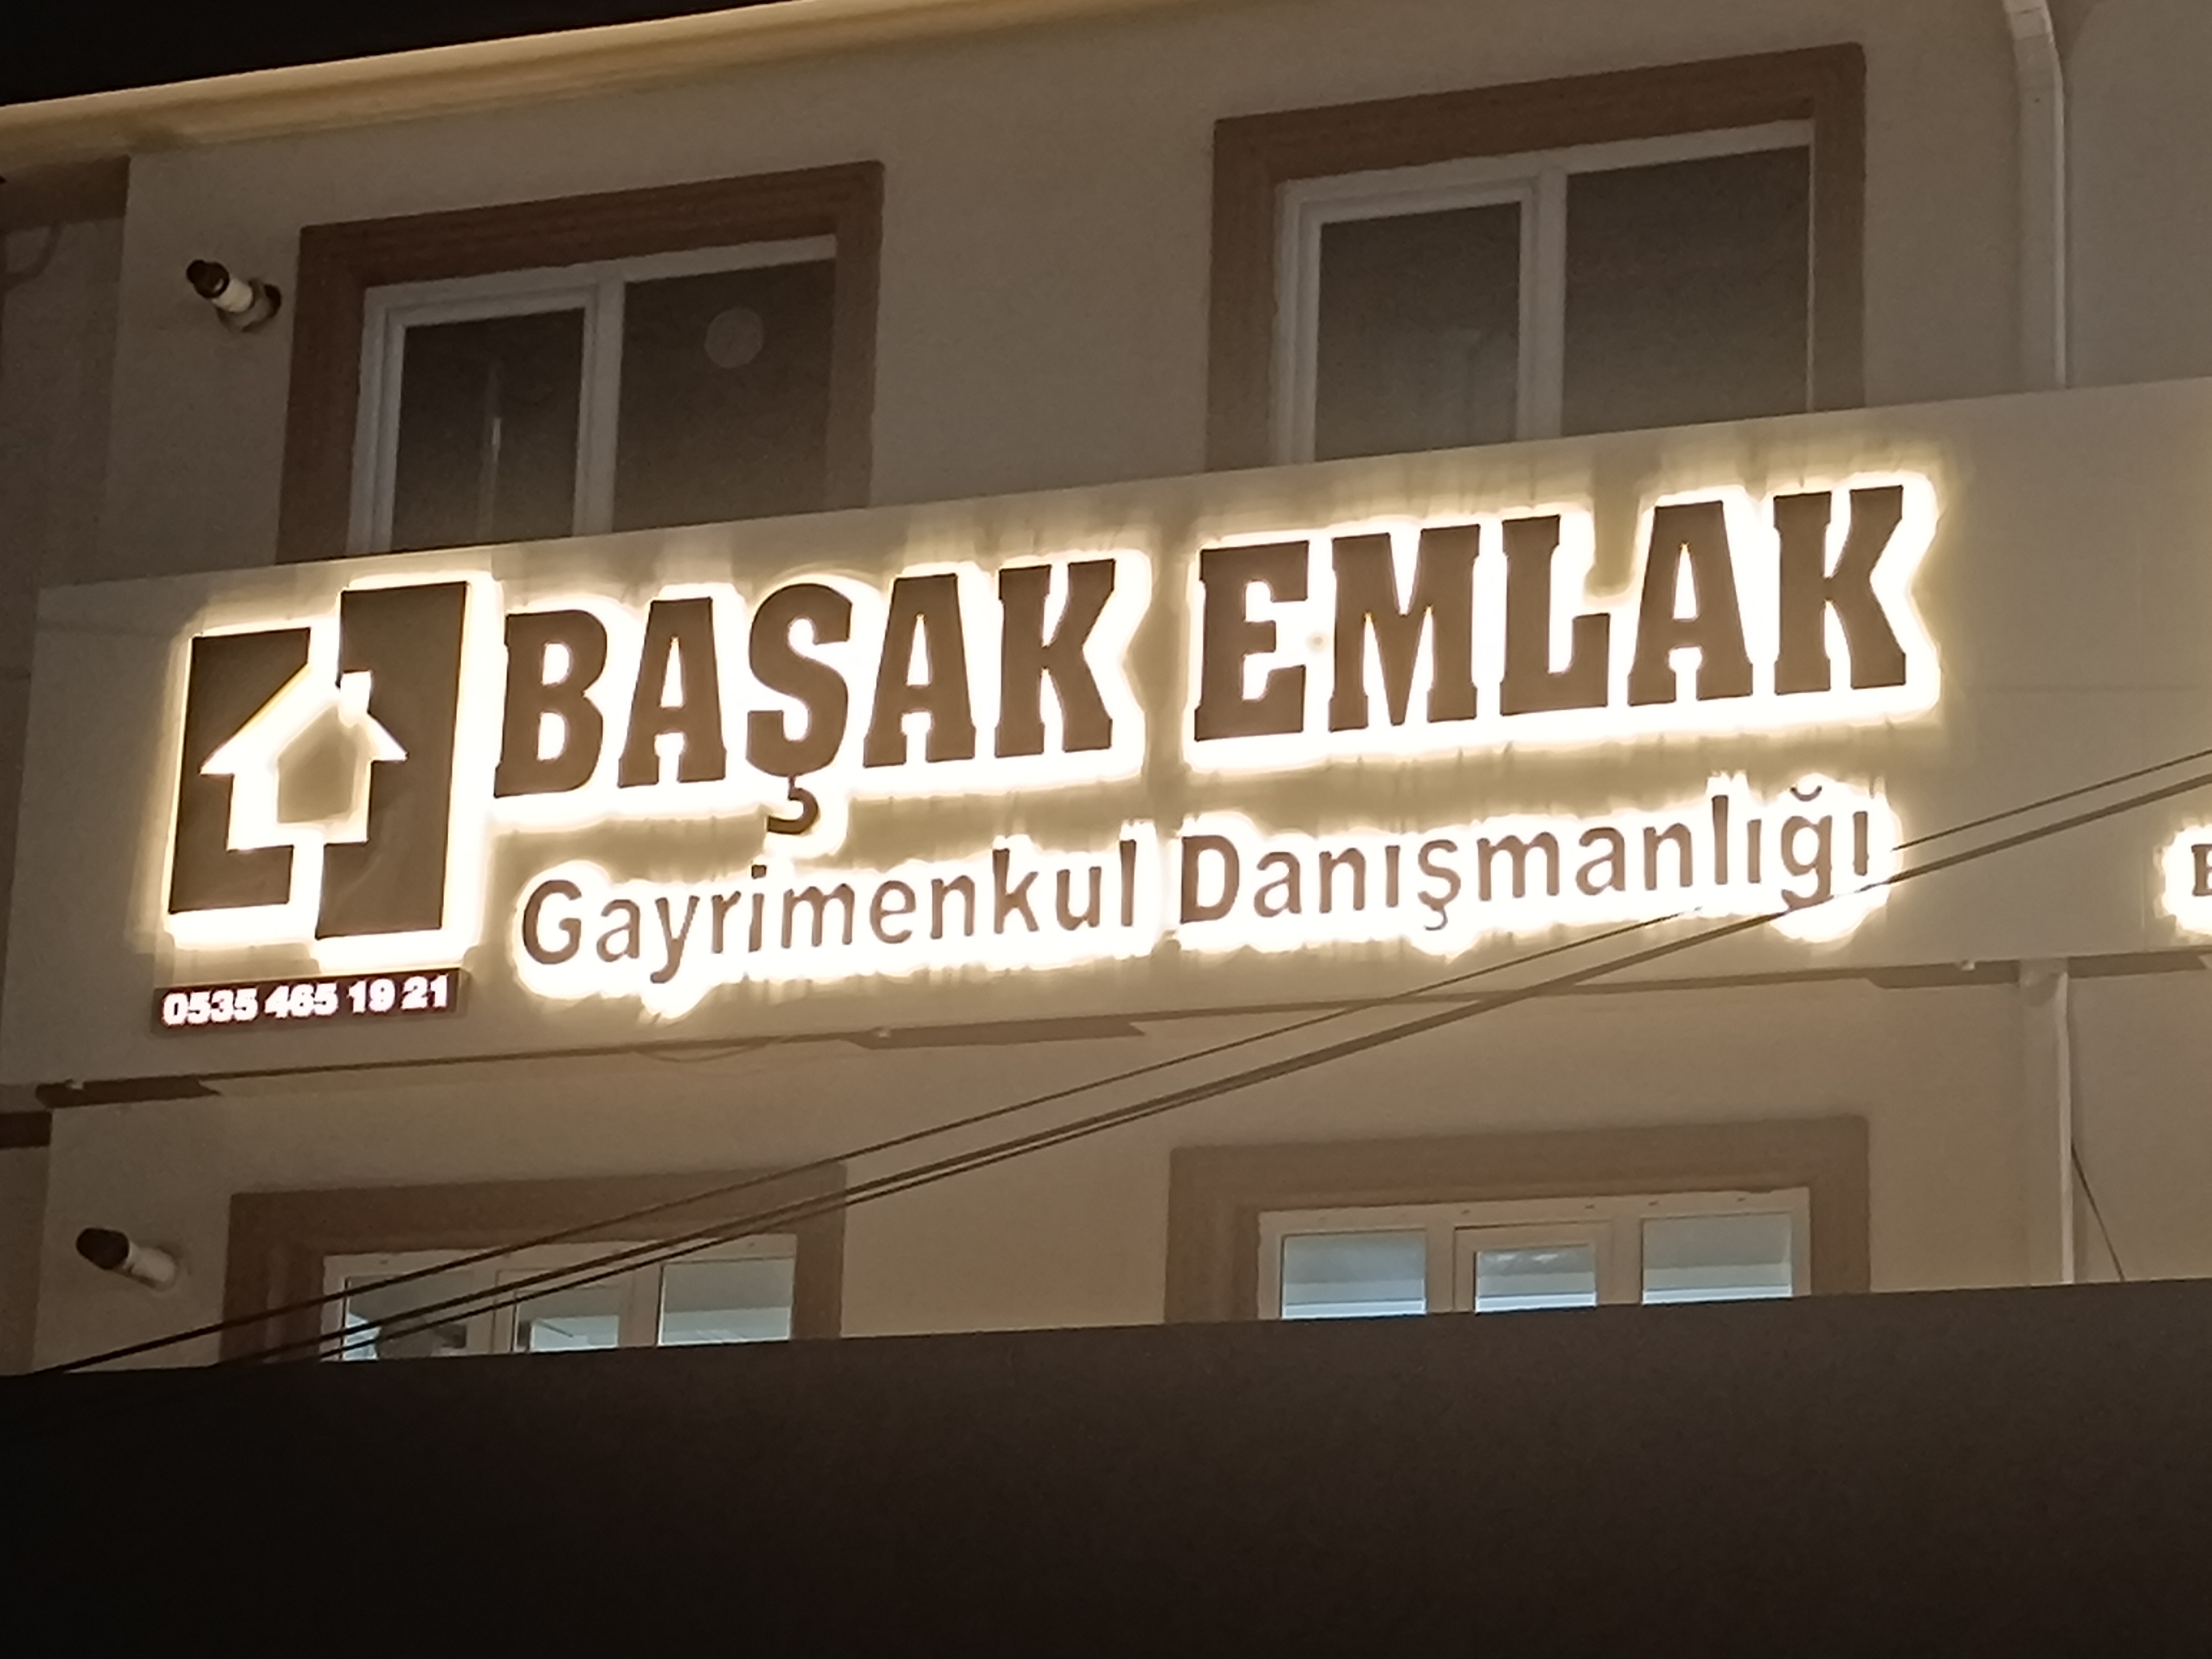 BAŞAK EMLAK
Gayrimenkul Danışmanlığı
0535 465 19 21